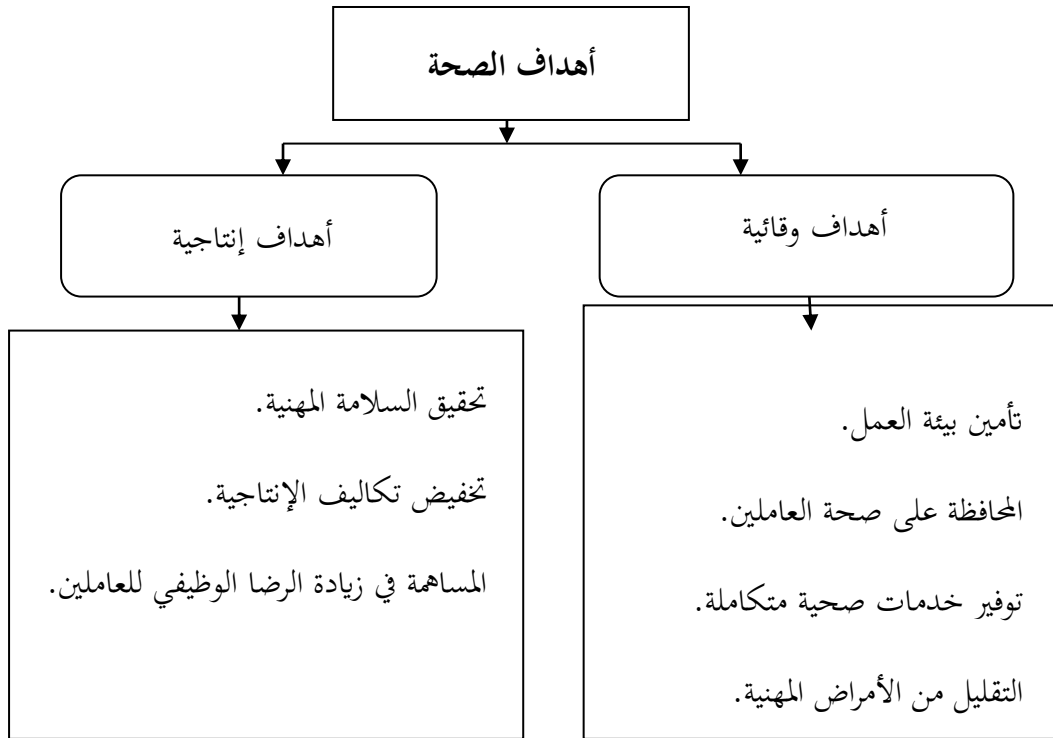 أهداف الصحة
أهداف وقائية
أهداف إنتاجية
تأمين بيئة العمل.
المحافظة على صحة العاملين.
توفير خدمات صحية متكاملة.
التقليل من الأمراض المهنية.
تحقيق السلامة المهنية.
تخفيض تكاليف الإنتاجية.
المساهمة في زيادة الرضا الوظيفي للعاملين.